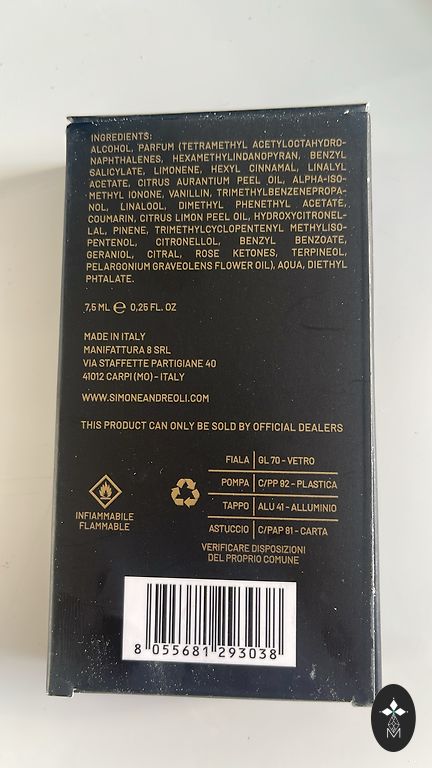 INGREDIENTS:
ALCOHOL, PARFUM (TETRAMETHYL ACETYLOCTAHYDRO-
NAPHTHALENES, HEXAMETHYLINDANOPYRAN, BENZYL
SALICYLATE, LIMONENE, HEXYL CINNAMAL, LINALYL
ACETATE, CITRUS AURANTIUM PEEL OIL, ALPHA-ISO-
METHYL IONONE, VANILLIN, TRIMETHYLBENZENEPROPA-
NOL, LINALOOL, DIMETHYL PHENETHYL ACETATE,
COUMARIN, CITRUS LIMON PEEL OIL, HYDROXYCITRONEL-
LAL, PINENE, TRIMETHYLCYCLOPENTENYL METHYLISO-
PENTENOL, CITRONELLOL, BENZYL BENZOATE,
GERANIOL, CITRAL, ROSE KETONES, TERPINEOL,
PELARGONIUM GRAVEOLENS FLOWER OIL), AQUA, DIETHYL
PHTALATE.
7,5 ML ℮ 0,25 FL. OZ
MADE IN ITALY
MANIFATTURA 8 SRL
VIA STAFFETTE PARTIGIANE 40
41012 CARPI (MO) - ITALY
WWW.SIMONEANDREOLI.COM
THIS PRODUCT CAN ONLY BE SOLD BY OFFICIAL DEALERS
FIALA GL 70 - VETRO
POMPA C/PP 92 - PLASTICA
TAPPO ALU 41 - ALLUMINIO
ASTUCCIO C/PAP 81 - CARTA
INFIAMMABILE
FLAMMABLE
VERIFICARE DISPOSIZIONI
DEL PROPRIO COMUNE
8 055681 293038
M